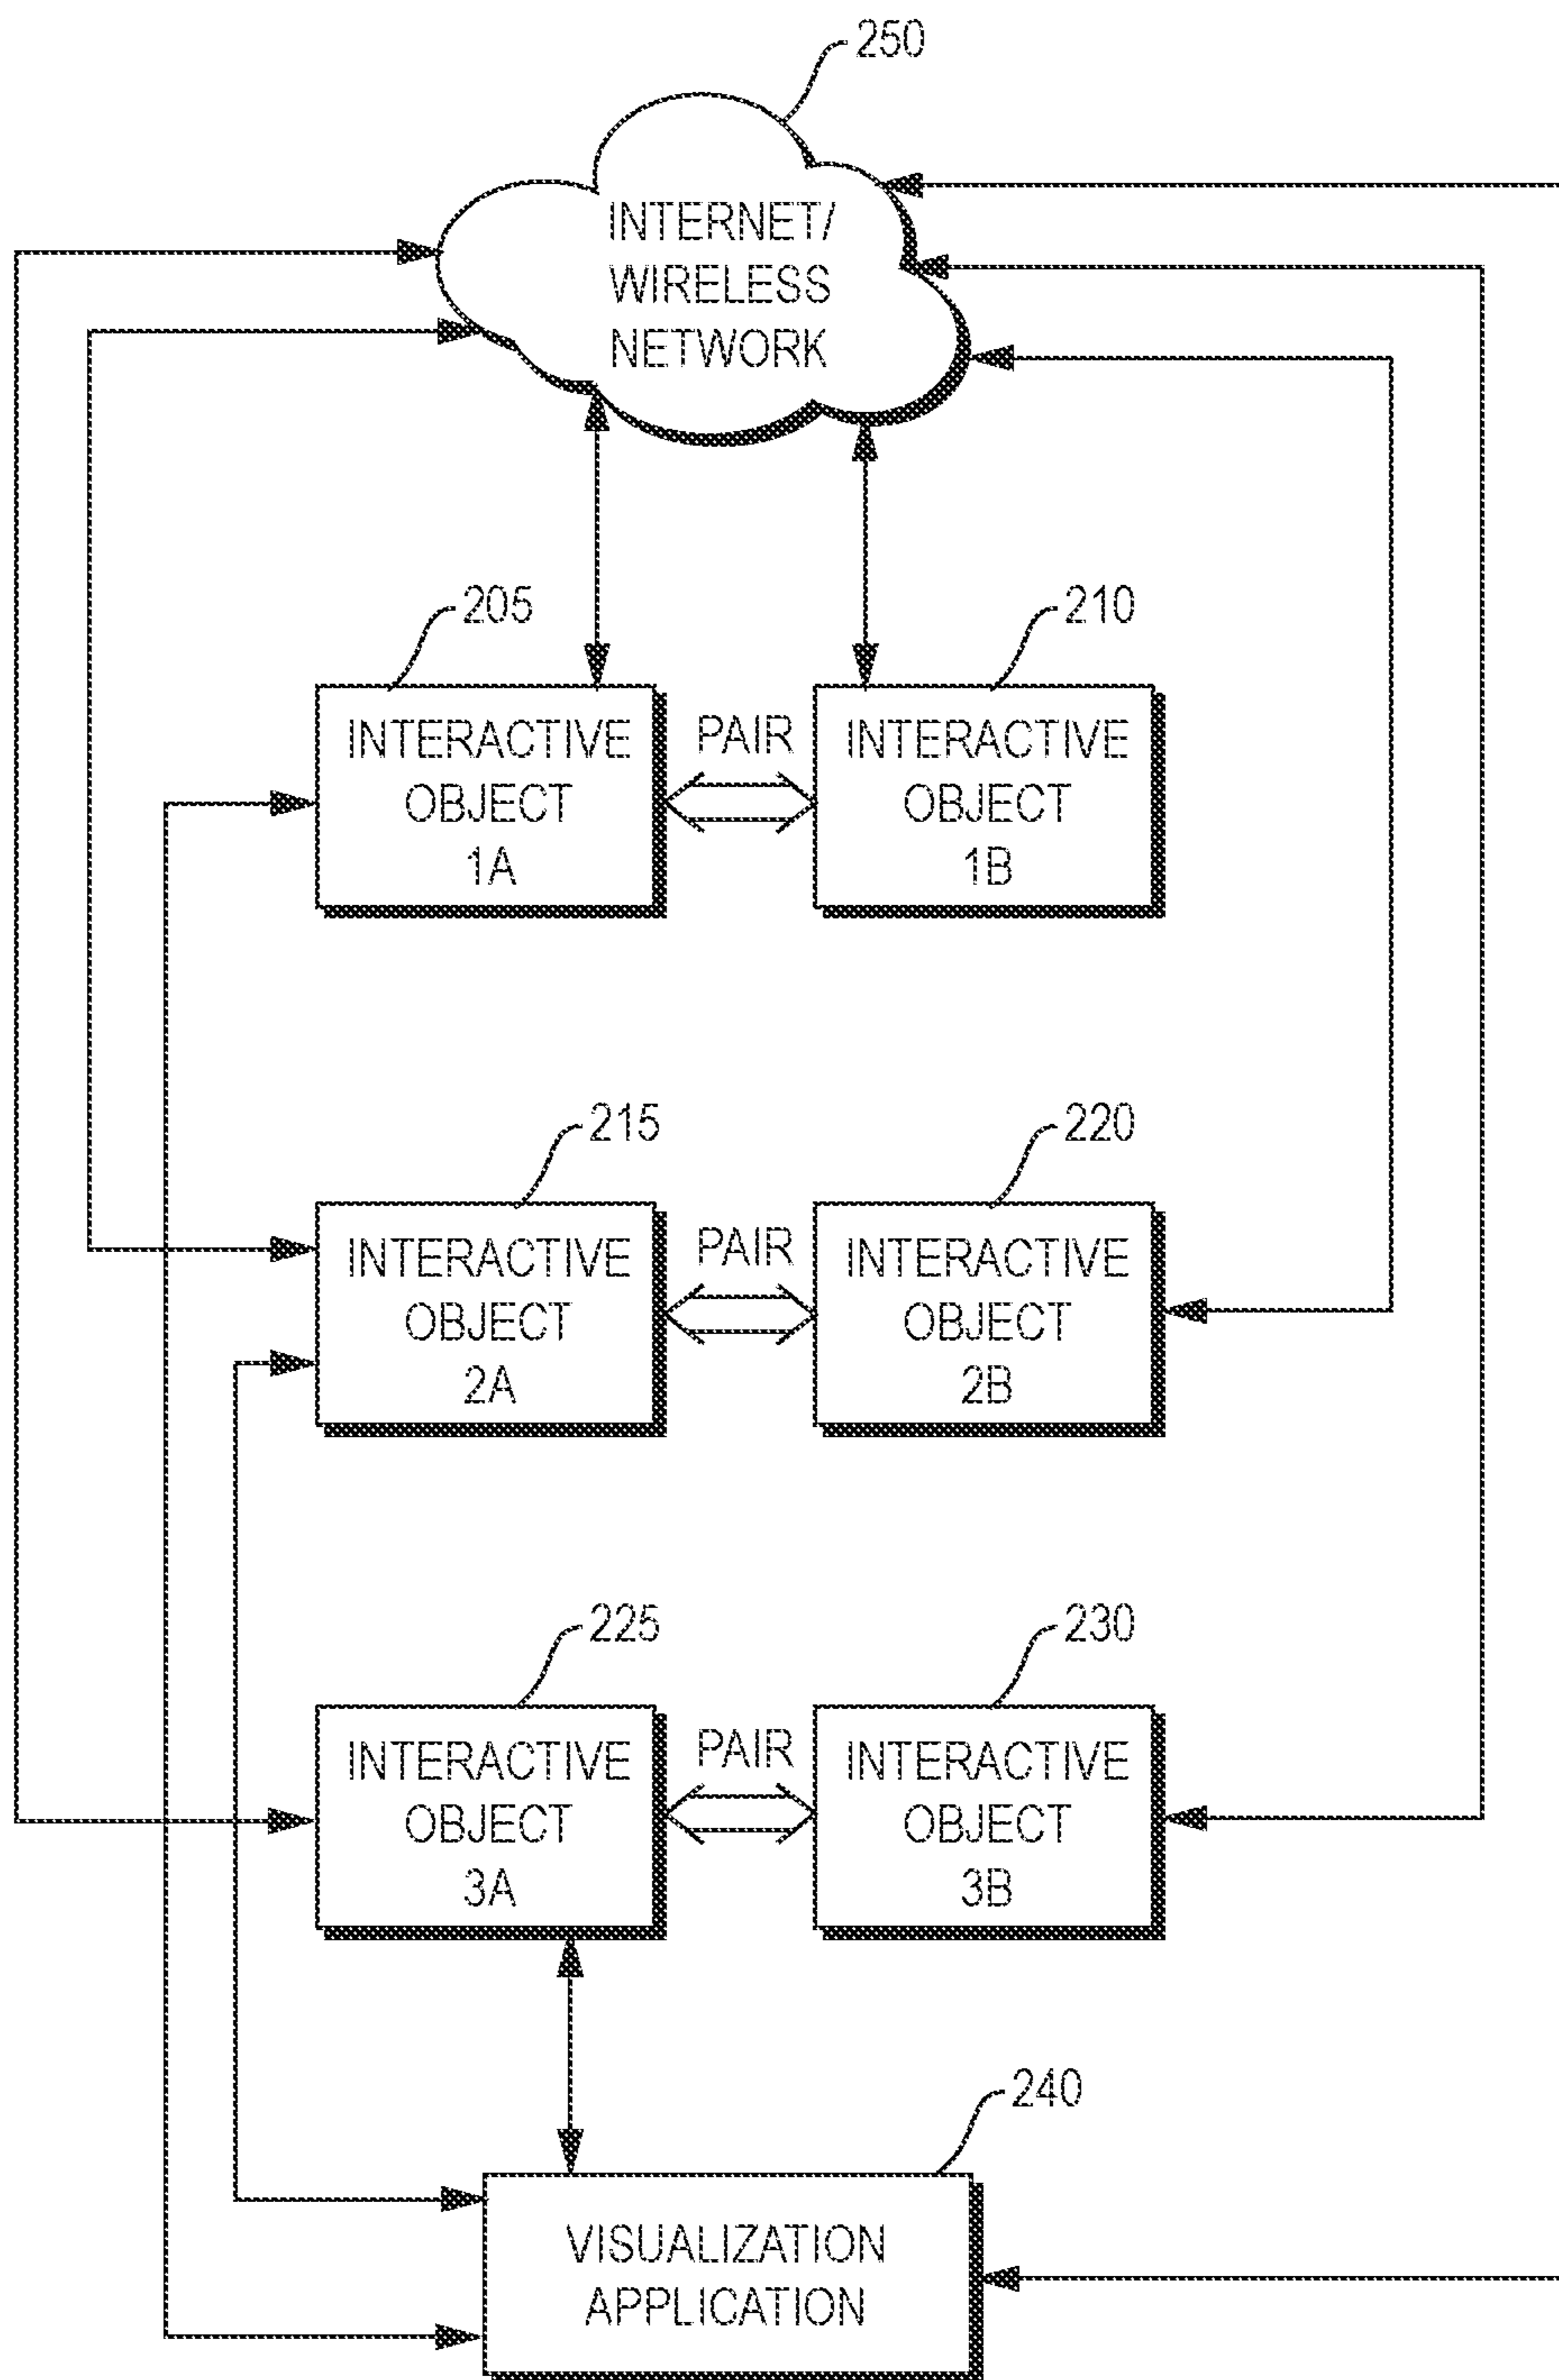 250
INTERNET/
WIRELESS
NETWORK
205
210
INTERACTIVE
OBJECT
1A
PAIR
INTERACTIVE
OBJECT
1B
215
220
INTERACTIVE
OBJECT
2A
PAIR
INTERACTIVE
OBJECT
2B
225
230
INTERACTIVE
OBJECT
3A
PAIR
INTERACTIVE
OBJECT
3B
240
VISUALIZATION
APPLICATION